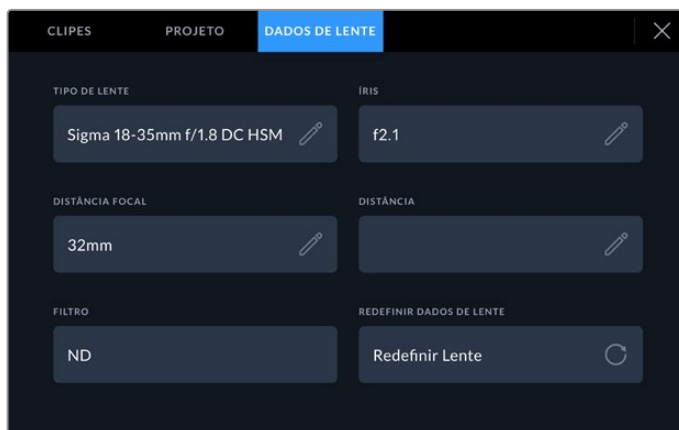 CLIPES PROJETO DADOS DE LENTE
TIPO DE LENTE ÍRIS
Sigma 18-35mm f/1.8 DC HSM f2.1
DISTÂNCIA FOCAL DISTÂNCIA
32mm
FILTRO REDEFINIR DADOS DE LENTE
ND Redefinir Lente